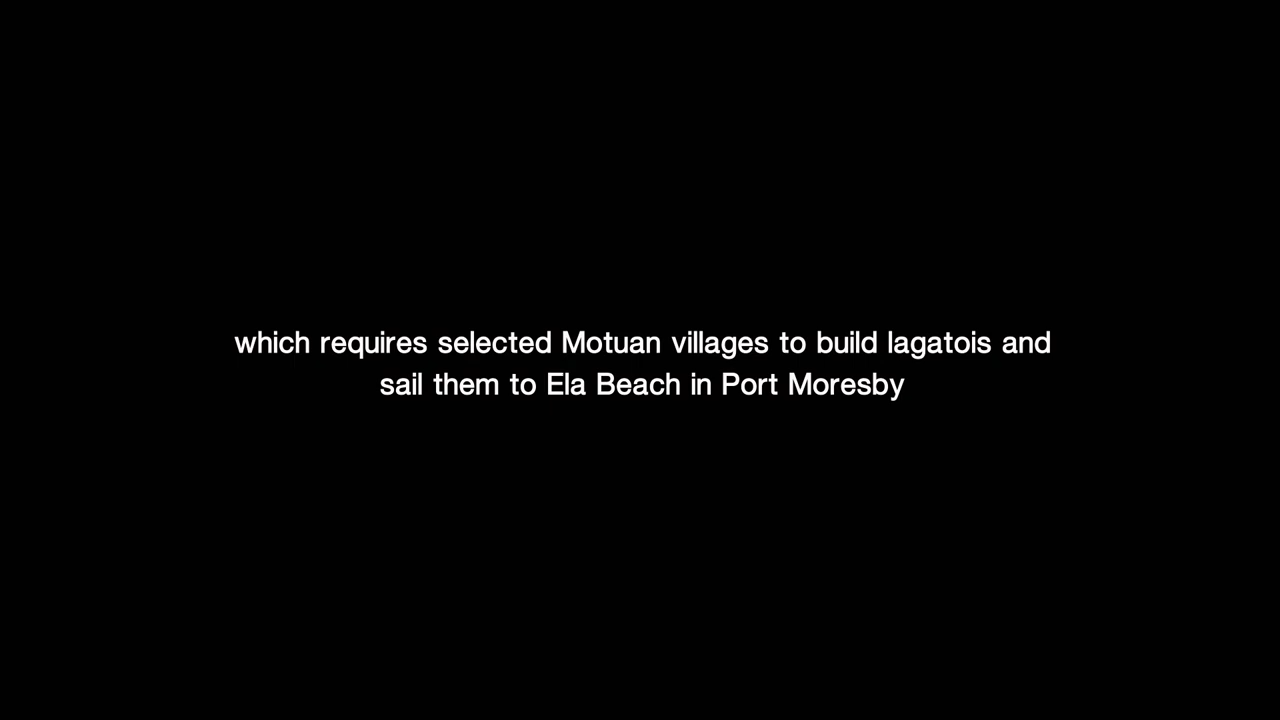 which requires selected Motuan villages to build lagatois and
sail them to Ela Beach in Port Moresby